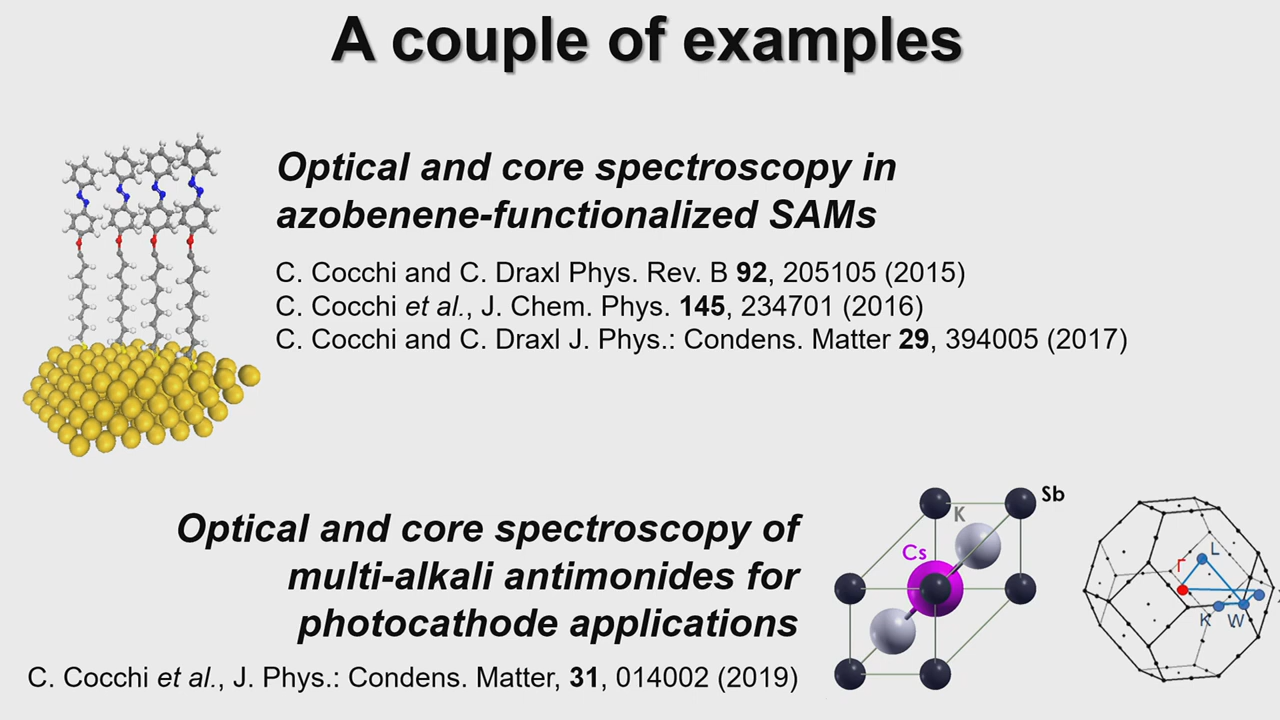 A couple of examples
Optical and core spectroscopy in
azobenene-functionalized SAMs
C. Cocchi and C. Draxl Phys. Rev. B 92, 205105 (2015)
C. Cocchi et al., J. Chem. Phys. 145, 234701 (2016)
C. Cocchi and C. Draxl J. Phys.: Condens. Matter 29, 394005 (2017)
Optical and core spectroscopy of
multi-alkali antimonides for
photocathode applications
C. Cocchi et al., J. Phys.: Condens. Matter, 31, 014002 (2019)
Sb
K
Cs
L
Γ
K W